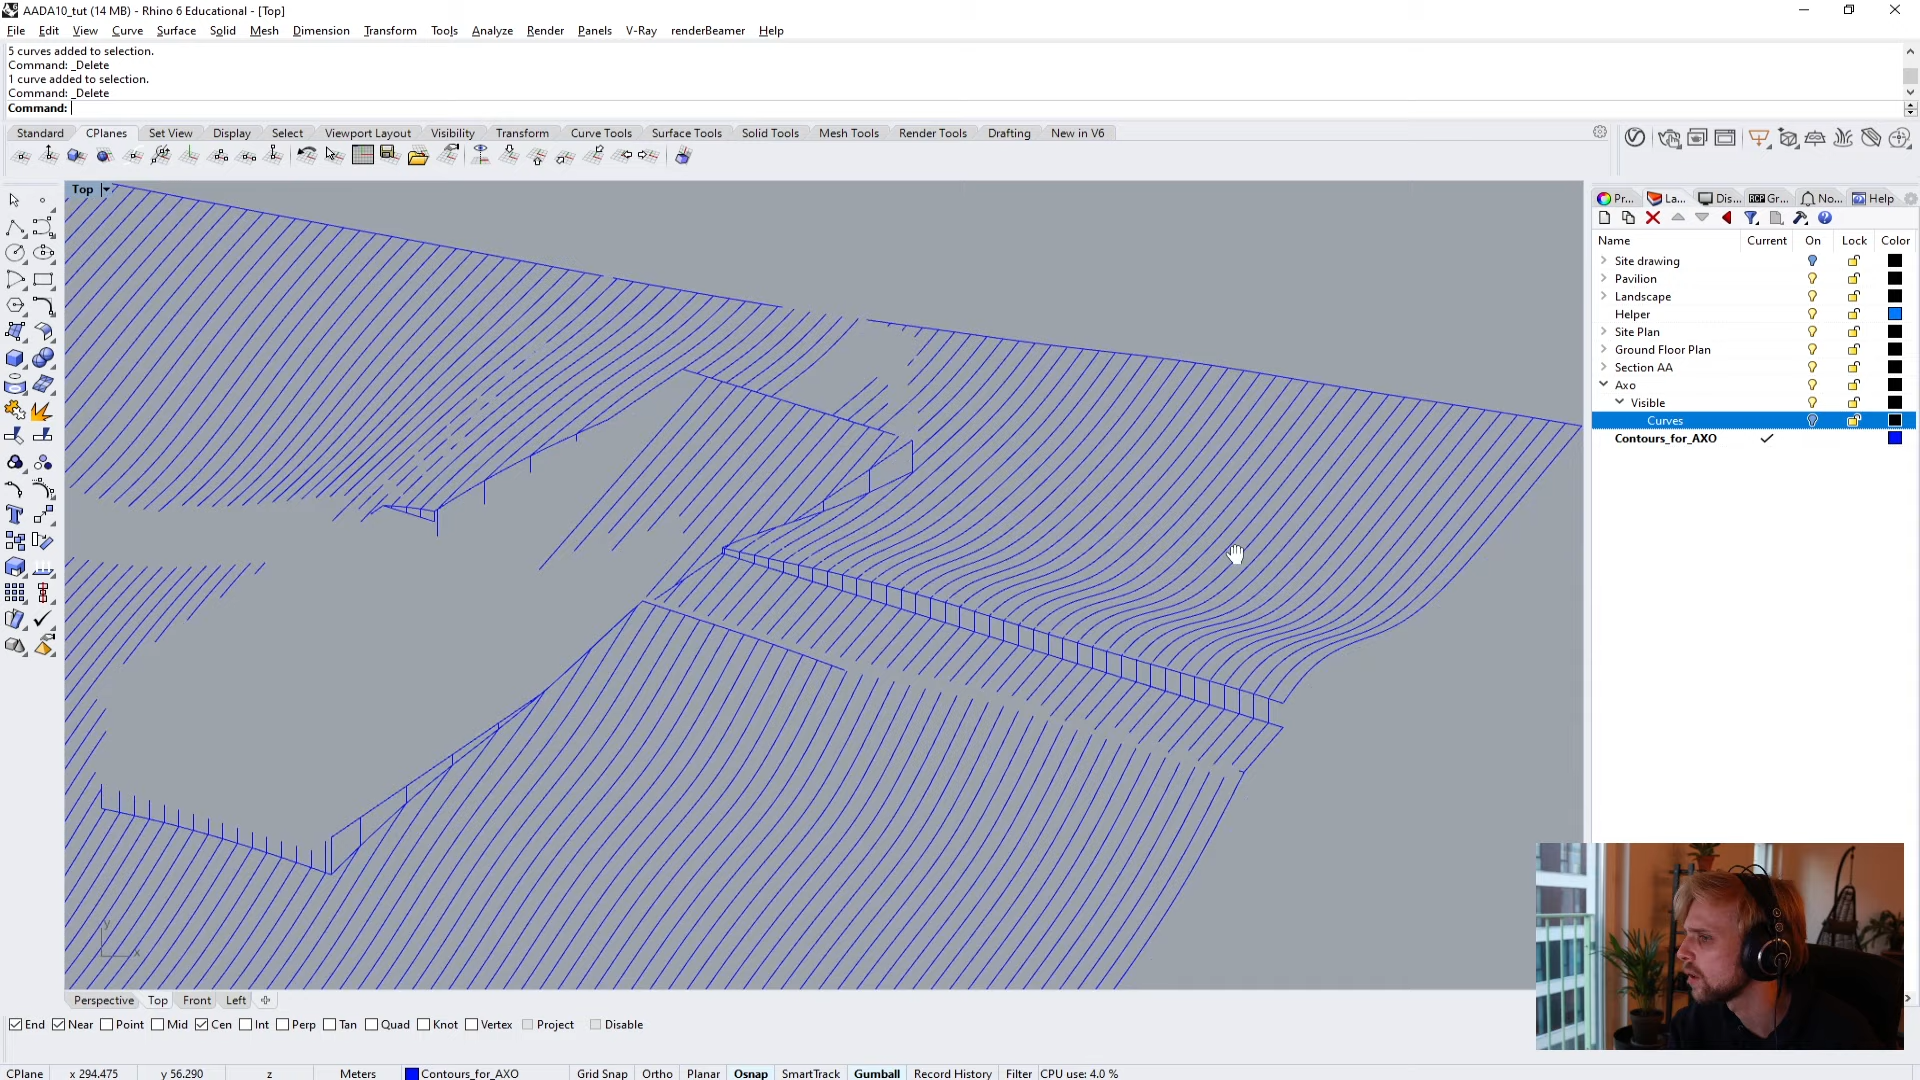 AADA10_tut (14 MB) - Rhino 6 Educational - [Top]
File Edit View Curve Surface Solid Mesh Dimension Transform Tools Analyze Render Panels V-Ray renderBeamer Help
5 curves added to selection.
Command: _Delete
1 curve added to selection.
Command: _Delete
Command:
Standard CPlanes Set View Display Select Viewport Layout Visibility Transform Curve Tools Surface Tools Solid Tools Mesh Tools Render Tools Drafting New in V6
Top
Pr... La... Dis... Gr... No... Help
Name Current On Lock Color
Site drawing
Pavilion
Landscape
Helper
Site Plan
Ground Floor Plan
Section AA
Axo
Visible
Curves
Contours_for_AXO
y
x
Perspective Top Front Left
End Near Point Mid Cen Int Perp Tan Quad Knot Vertex Project Disable
CPlane x 294.475 y 56.290 z Meters Contours_for_AXO Grid Snap Ortho Planar Osnap SmartTrack Gumball Record History Filter CPU use: 4.0 %